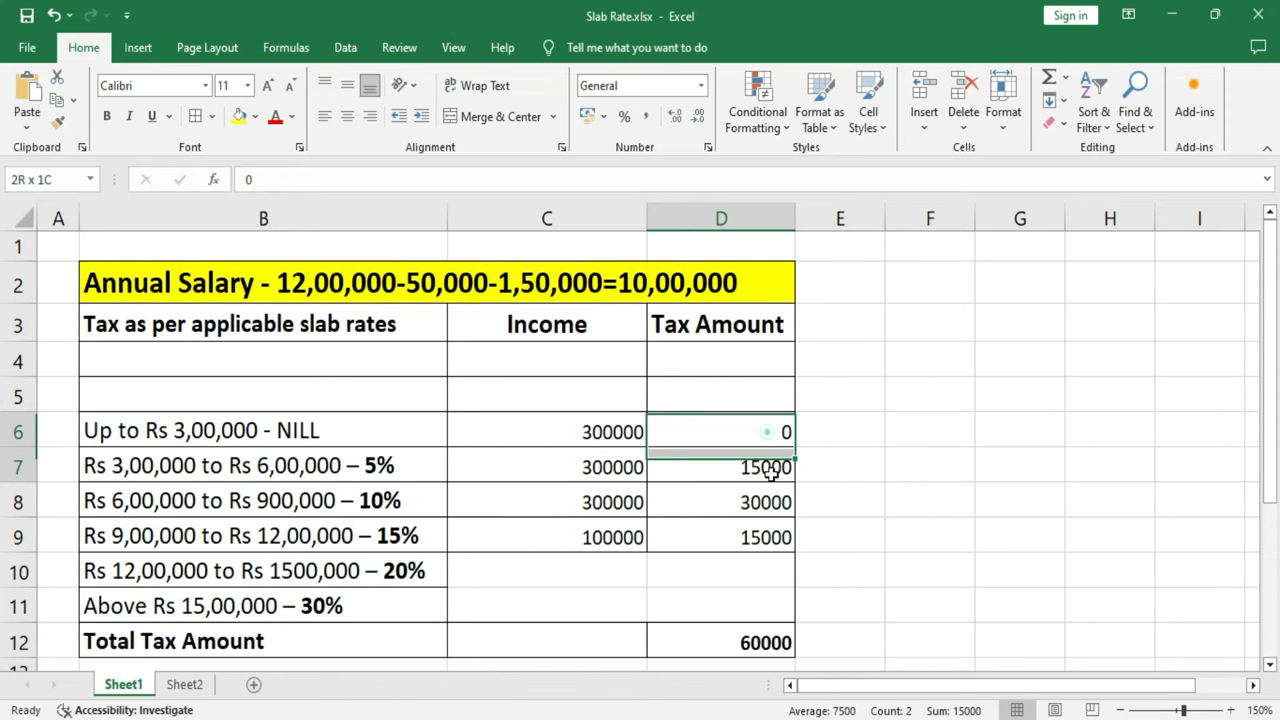 Slab Rate.xlsx - Excel
Sign in
File Home Insert Page Layout Formulas Data Review View Help Tell me what you want to do
Paste
Calibri 11
Wrap Text
General
Conditional Formatting
Format as Table
Cell Styles
Insert
Delete
Format
Sort & Filter
Find & Select
Add-ins
B I U
Merge & Center
% ,
Clipboard Font Alignment Number Styles Cells Editing Add-ins
2R x 1C fx 0
A B C D E F G H I
1
2 Annual Salary - 12,00,000-50,000-1,50,000=10,00,000
3 Tax as per applicable slab rates Income Tax Amount
4
5
6 Up to Rs 3,00,000 - NILL 300000 0
7 Rs 3,00,000 to Rs 6,00,000 – 5% 300000 15000
8 Rs 6,00,000 to Rs 900,000 – 10% 300000 30000
9 Rs 9,00,000 to Rs 12,00,000 – 15% 100000 15000
10 Rs 12,00,000 to Rs 1500,000 – 20%
11 Above Rs 15,00,000 – 30%
12 Total Tax Amount 60000
Sheet1 Sheet2
Ready Accessibility: Investigate Average: 7500 Count: 2 Sum: 15000 150%